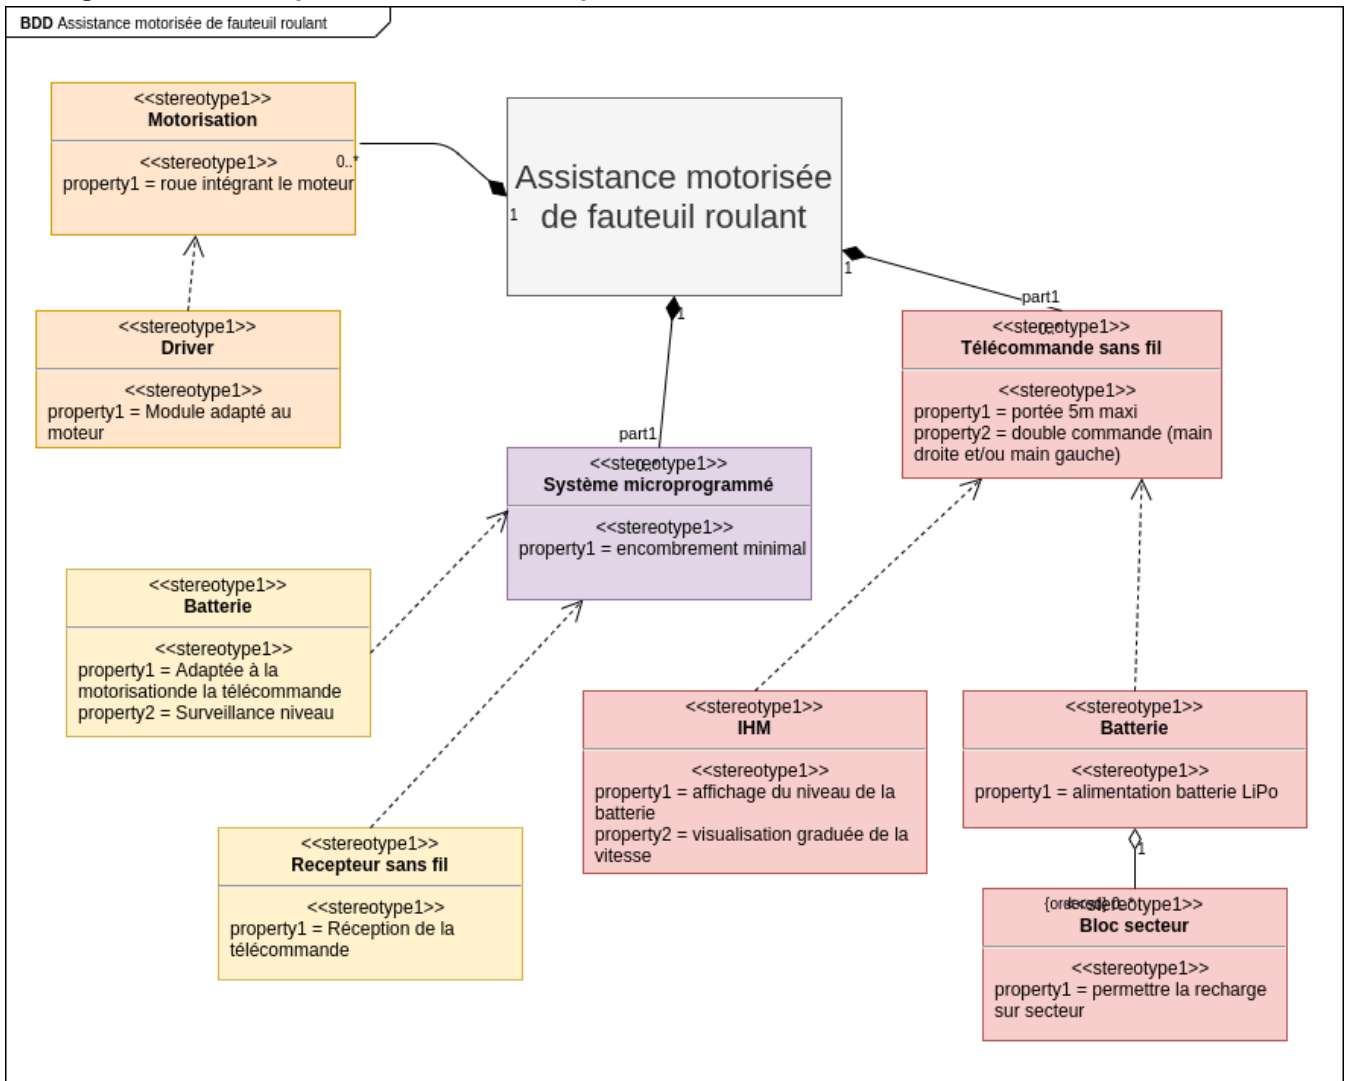 BDD Assistance motorisée de fauteuil roulant
<<stereotype1>>
Motorisation
<<stereotype1>>
0..*
property1 = roue intégrant le moteur
Assistance motorisée
de fauteuil roulant
1
1
1
part1
<<stereotype1>>
Driver
<<stereotype1>>
property1 = Module adapté au
moteur
<<stereotype1>>
0..*
Télécommande sans fil
<<stereotype1>>
property1 = portée 5m maxi
property2 = double commande (main
droite et/ou main gauche)
part1
<<stereotype1>>
0..*
Système microprogrammé
<<stereotype1>>
property1 = encombrement minimal
<<stereotype1>>
Batterie
<<stereotype1>>
property1 = Adaptée à la
motorisationde la télécommande
property2 = Surveillance niveau
<<stereotype1>>
IHM
<<stereotype1>>
property1 = affichage du niveau de la
batterie
property2 = visualisation graduée de la
vitesse
<<stereotype1>>
Batterie
<<stereotype1>>
property1 = alimentation batterie LiPo
1
<<stereotype1>>
Recepteur sans fil
<<stereotype1>>
property1 = Réception de la
télécommande
{ordered} 0..*
<<stereotype1>>
Bloc secteur
<<stereotype1>>
property1 = permettre la recharge
sur secteur